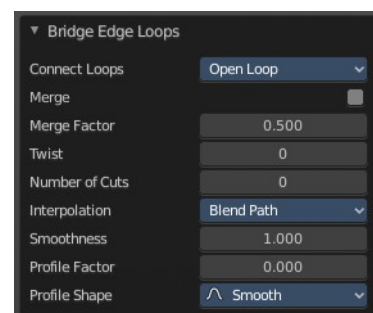 Bridge Edge Loops
Connect Loops Open Loop
Merge
Merge Factor 0.500
Twist 0
Number of Cuts 0
Interpolation Blend Path
Smoothness 1.000
Profile Factor 0.000
Profile Shape Smooth